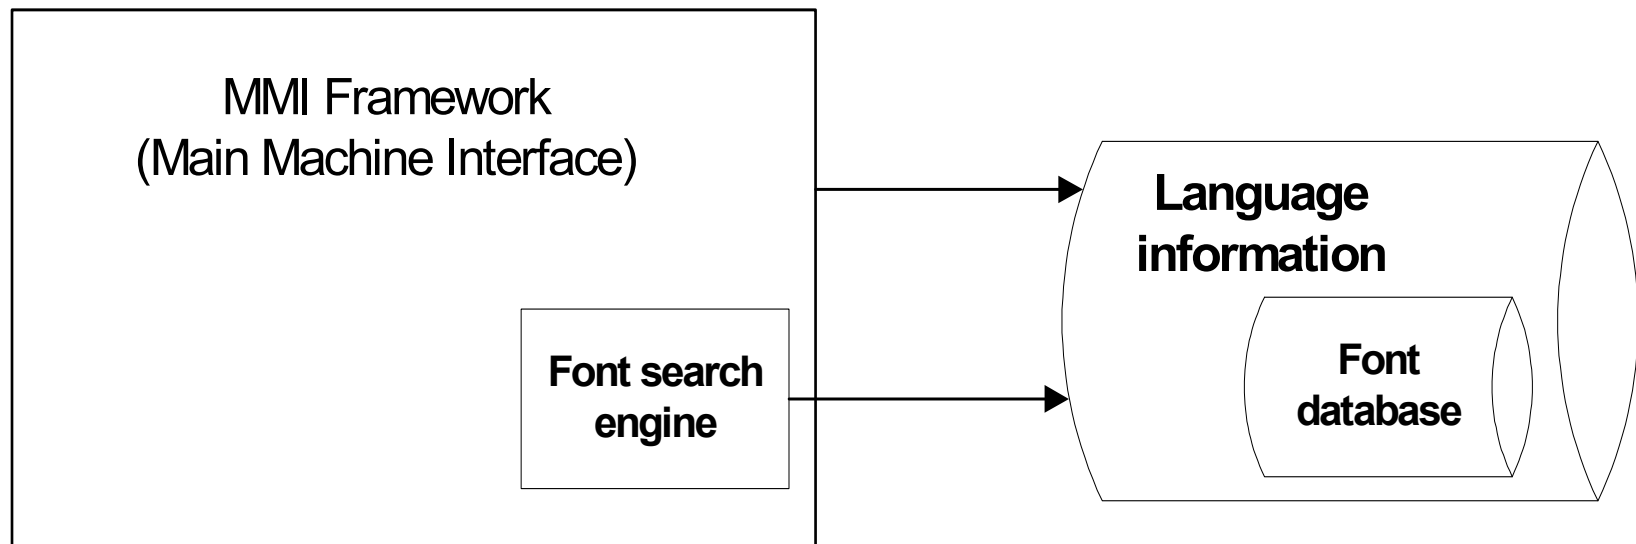 MMI Framework
(Main Machine Interface)
Language
information
Font search
engine
Font
database